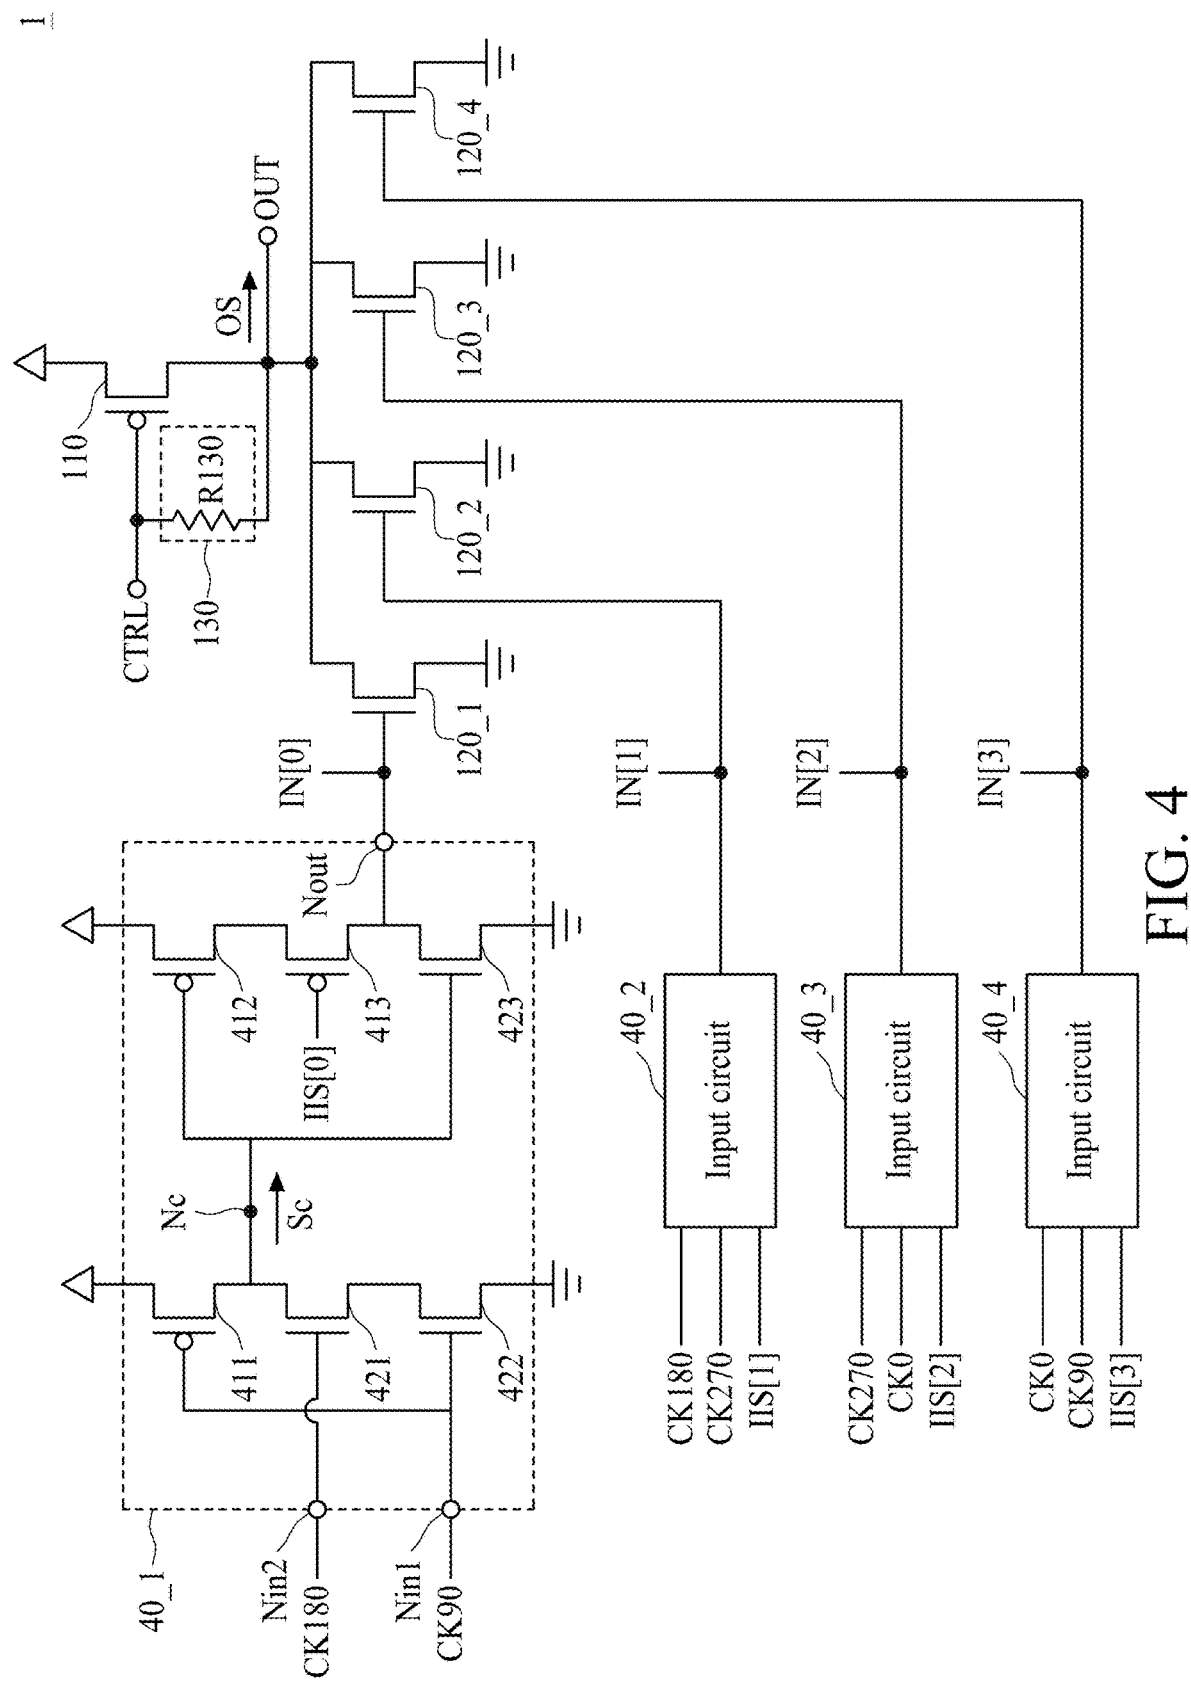 1
110
CTRL
R130
130
OS
OUT
120_1
120_2
120_3
120_4
IN[0]
IN[1]
IN[2]
IN[3]
40_1
Nin2
CK180
Nin1
CK90
411
421
422
Nc
Sc
412
IIS[0]
413
423
Nout
40_2
Input circuit
CK180
CK270
IIS[1]
40_3
Input circuit
CK270
CK0
IIS[2]
40_4
Input circuit
CK0
CK90
IIS[3]
FIG. 4